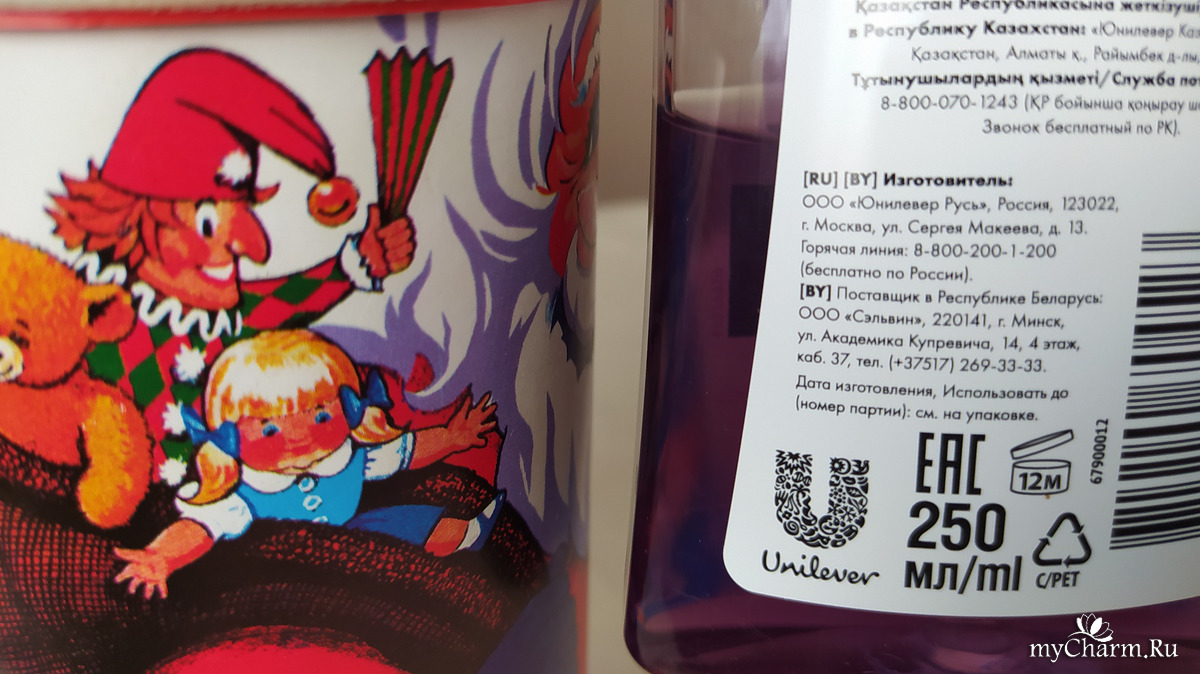 Қазақстан Республикасына жеткізуші
в Республику Казахстан: «Юнилевер Каз
Қазақстан, Алматы қ., Райымбек д-лы,
Тұтынушылардың қызметі/Служба пот
8-800-070-1243 (ҚР бойынша қоңырау ш
Звонок бесплатный по РК).
[RU] [BY] Изготовитель:
ООО «Юнилевер Русь», Россия, 123022,
г. Москва, ул. Сергея Макеева, д. 13.
Горячая линия: 8-800-200-1-200
(бесплатно по России).
[BY] Поставщик в Республике Беларусь:
ООО «Сэльвин», 220141, г. Минск,
ул. Академика Купревича, 14, 4 этаж,
каб. 37, тел. (+37517) 269-33-33.
Дата изготовления, Использовать до
(номер партии): см. на упаковке.
EAC
12М
67900012
250
мл/ml
Unilever
C/PET
myCharm.Ru